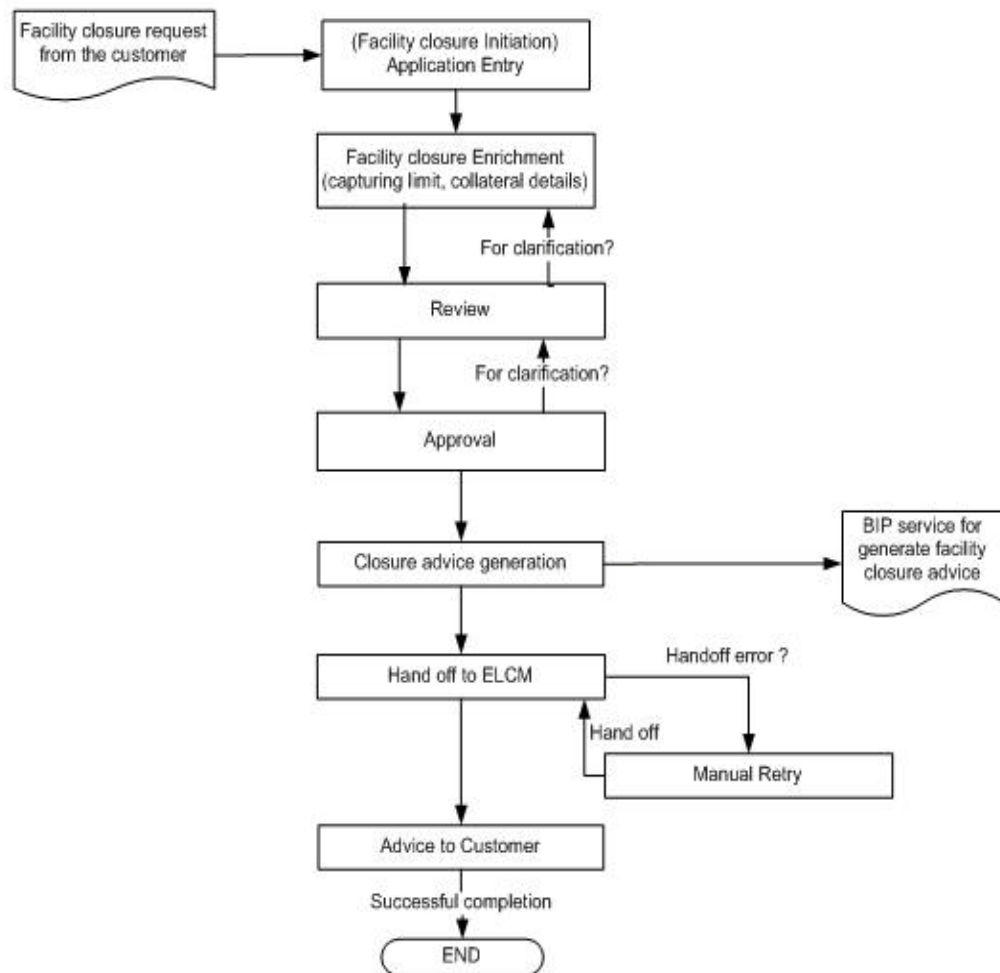 Facility closure request
from the customer
(Facility closure Initiation)
Application Entry
Facility closure Enrichment
(capturing limit, collateral details)
For clarification?
Review
For clarification?
Approval
Closure advice generation
BIP service for
generate facility
closure advice
Hand off to ELCM
Handoff error ?
Hand off
Manual Retry
Advice to Customer
Successful completion
END